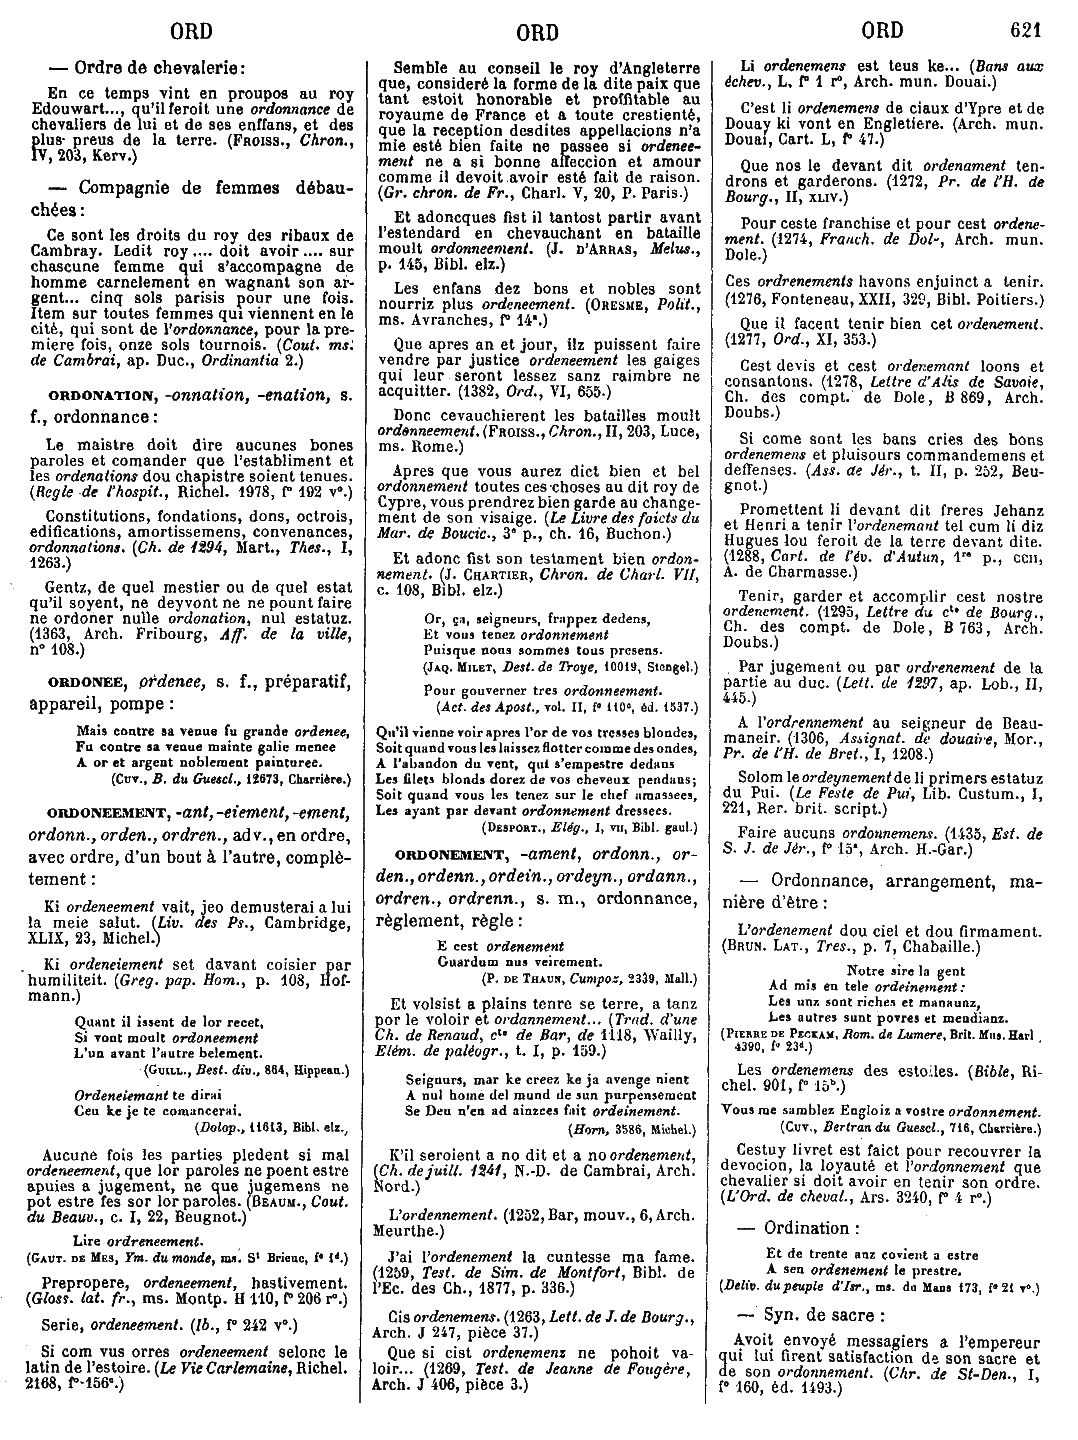 ORD
ORD
ORD 621
— Ordre de chevalerie:
En ce temps vint en proupos au roy
Edouwart..., qu'il feroit une ordonnance de
chevaliers de lui et de ses enffans, et des
plus preus de la terre. (FROISS., Chron.,
IV, 203, Kerv.)
— Compagnie de femmes débau-
chées:
Ce sont les droits du roy des ribaux de
Cambray. Ledit roy .... doit avoir .... sur
chascune femme qui s'accompagne de
homme carnelement en wagnant son ar-
gent... cinq sols parisis pour une fois.
Item sur toutes femmes qui viennent en le
cité, qui sont de l'ordonnance, pour la pre-
miere fois, onze sols tournois. (Cout. ms.
de Cambrai, ap. Duc., Ordinantia 2.)
ORDONATION, -onnation, -enation, s.
f., ordonnance:
Le maistre doit dire aucunes bones
paroles et comander que l'establiment et
les ordenations dou chapistre soient tenues.
(Regle de l'hospit., Richel. 1978, f° 192 v°.)
Constitutions, fondations, dons, octrois,
edifications, amortissemens, convenances,
ordonnations. (Ch. de 1294, Mart., Thes., I,
1263.)
Gentz, de quel mestier ou de quel estat
qu'il soyent, ne deyvont ne ne pount faire
ne ordoner nulle ordonation, nul estatuz.
(1363, Arch. Fribourg, Aff. de la ville,
n° 108.)
ORDONEE, ordenee, s. f., préparatif,
appareil, pompe :
Mais contre sa venue fu grande ordenee,
Fu contre sa venue mainte galie menee
A or et argent noblement painturee.
(Cuv., B. du Guescl., 12673, Charrière.)
ORDONEEMENT, -ant, -eiement, -ement,
ordonn., orden., ordren., adv., en ordre,
avec ordre, d'un bout à l'autre, complè-
tement :
Ki ordeneement vait, jeo demusterai a lui
la meie salut. (Liv. des Ps., Cambridge,
XLIX, 23, Michel.)
Ki ordeneiement set davant coisier par
humiliteit. (Greg. pap. Hom., p. 108, Hof-
mann.)
Quant il issent de lor recet,
Si vont moult ordoneement
L'un avant l'autre belement.
(GUILL., Best. div., 864, Hippeau.)
Ordeneiemant te dirai
Ceu ke je te comancerai.
(Dolop., 11613, Bibl. elz.,
Aucune fois les parties pledent si mal
ordeneement, que lor paroles ne poent estre
apuies a jugement, ne que jugemens ne
pot estre fes sor lor paroles. (BEAUM., Cout.
du Beauv., c. I, 22, Beugnot.)
Lire ordreneement.
(GAUT. DE MES, Ym. du monde, ms. St Brieuc, f° 1d.)
Prepropere, ordeneement, hastivement.
(Gloss. lat. fr., ms. Montp. H 110, f° 206 r°.)
Serie, ordeneement. (Ib., f° 242 v°.)
Si com vus orres ordeneement selonc le
latin de l'estoire. (Le Vie Carlemaine, Richel.
2168, f° 156c.)
Semble au conseil le roy d'Angleterre
que, consideré la forme de la dite paix que
tant estoit honorable et proffitable au
royaume de France et a toute crestienté,
que la reception desdites appellacions n'a
mie esté bien faite ne passee si ordenee-
ment ne a si bonne affeccion et amour
comme il devoit avoir esté fait de raison.
(Gr. chron. de Fr., Charl. V, 20, P. Paris.)
Et adoncques fist il tantost partir avant
l'estendard en chevauchant en bataille
moult ordonneement. (J. D'ARRAS, Melus.,
p. 145, Bibl. elz.)
Les enfans dez bons et nobles sont
nourriz plus ordeneement. (ORESME, Polit.,
ms. Avranches, f° 14a.)
Que apres an et jour, ilz puissent faire
vendre par justice ordeneement les gaiges
qui leur seront lessez sanz raimbre ne
acquitter. (1382, Ord., VI, 655.)
Donc cevauchierent les batailles moult
ordonneement. (FROISS., Chron., II, 203, Luce,
ms. Rome.)
Apres que vous aurez dict bien et bel
ordonnement toutes ces choses au dit roy de
Cypre, vous prendrez bien garde au change-
ment de son visaige. (Le Livre des faicts du
Mar. de Boucic., 3e p., ch. 16, Buchon.)
Et adonc fist son testament bien ordon-
nement. (J. CHARTIER, Chron. de Charl. VII,
c. 108, Bibl. elz.)
Or, ça, seigneurs, frappez dedens,
Et vous tenez ordonnement
Puisque nons sommes tous presens.
(JAQ. MILET, Dest. de Troye, 10019, Stengel.)
Pour gouverner tres ordonneement.
(Act. des Apost., vol. II, f° 110c, éd. 1537.)
Qu'il vienne voir apres l'or de vos tresses blondes,
Soit quand vous les laissez flotter comme des ondes,
A l'abandon du vent, qui s'empestre dedans
Les filets blonds dorez de vos cheveux pendans;
Soit quand vous les tenez sur le chef amassees,
Les ayant par devant ordonnement dressees.
(DESPORT., Elég., I, VII, Bibl. gaul.)
ORDONEMENT, -ament, ordonn., or-
den., ordenn., ordein., ordeyn., ordann.,
ordren., ordrenn., s. m., ordonnance,
règlement, règle :
E cest ordenement
Guardum nus veirement.
(P. DE THAUN, Cumpoz, 2339, Mall.)
Et volsist a plains tenre se terre, a tanz
por le voloir et ordannement... (Trad. d'une
Ch. de Renaud, cte de Bar, de 1118, Wailly,
Elém. de paléogr., t. I, p. 159.)
Seignurs, mar ke creez ke ja avenge nient
A nul home del mund de sun purpensement
Se Deu n'en ad ainzces fait ordeinement.
(Horn, 3586, Michel.)
K'il seroient a no dit et a no ordenement,
(Ch. de juill. 1241, N.-D. de Cambrai, Arch.
Nord.)
L'ordennement. (1252, Bar, mouv., 6, Arch.
Meurthe.)
J'ai l'ordenement la cuntesse ma fame.
(1259, Test. de Sim. de Montfort, Bibl. de
l'Ec. des Ch., 1877, p. 336.)
Cis ordenemens. (1263, Lett. de J. de Bourg.,
Arch. J 247, pièce 37.)
Que si cist ordenemenz ne pohoit va-
loir... (1269, Test. de Jeanne de Fougère,
Arch. J 406, pièce 3.)
Li ordenemens est teus ke... (Bans aux
échev., L, f° 1 r°, Arch. mun. Douai.)
C'est li ordenemens de ciaux d'Ypre et de
Douay ki vont en Engletiere. (Arch. mun.
Douai, Cart. L, f° 47.)
Que nos le devant dit ordenament ten-
drons et garderons. (1272, Pr. de l'H. de
Bourg., II, XLIV.)
Pour ceste franchise et pour cest ordene-
ment. (1274, Franch. de Dol-, Arch. mun.
Dole.)
Ces ordrenements havons enjuinct a tenir.
(1276, Fonteneau, XXII, 329, Bibl. Poitiers.)
Que il facent tenir bien cet ordenement.
(1277, Ord., XI, 353.)
Cest devis et cest ordenemant loons et
consantons. (1278, Lettre d'Alis de Savoie,
Ch. des compt. de Dole, B 869, Arch.
Doubs.)
Si come sont les bans cries des bons
ordenemens et pluisours commandemens et
deffenses. (Ass. de Jér., t. II, p. 252, Beu-
gnot.)
Promettent li devant dit freres Jehanz
et Henri a tenir l'ordenemant tel cum li diz
Hugues lou feroit de la terre devant dite.
(1288, Cart. de l'év. d'Autun, 1re p., CCII,
A. de Charmasse.)
Tenir, garder et accomplir cest nostre
ordenement. (1295, Lettre du cte de Bourg.,
Ch. des compt. de Dole, B 763, Arch.
Doubs.)
Par jugement ou par ordrenement de la
partie au duc. (Lett. de 1297, ap. Lob., II,
445.)
A l'ordrennement au seigneur de Beau-
maneir. (1306, Assignat. de douaire, Mor.,
Pr. de l'H. de Bret., I, 1208.)
Solom le ordeynement de li primers estatuz
du Pui. (Le Feste de Pui, Lib. Custum., I,
221, Rer. brit. script.)
Faire aucuns ordonnemens. (1435, Est. de
S. J. de Jér., f° 15a, Arch. H.-Gar.)
— Ordonnance, arrangement, ma-
nière d'être :
L'ordenement dou ciel et dou firmament.
(BRUN. LAT., Tres., p. 7, Chabaille.)
Notre sire la gent
Ad mis en tele ordeinement:
Les unz sont riches et manaunz,
Les autres sunt povres et mendianz.
(PIERRE DE PECKAM, Rom. de Lumere, Brit. Mus. Harl.
4390, f° 23d.)
Les ordenemens des estoiles. (Bible, Ri-
chel. 901, f° 15b.)
Vous me samblez Engloiz a vostre ordonnement.
(Cuv., Bertran du Guescl., 716, Charrière.)
Cestuy livret est faict pour recouvrer la
devocion, la loyauté et l'ordonnement que
chevalier si doit avoir en tenir son ordre.
(L'Ord. de cheval., Ars. 3240, f° 4 r°.)
— Ordination :
Et de trente anz covient a estre
A sen ordenement le prestre.
(Deliv. du peuple d'Isr., ms. du Mans 173, f° 21 v°.)
— Syn. de sacre :
Avoit envoyé messagiers a l'empereur
qui lui firent satisfaction de son sacre et
de son ordonnement. (Chr. de St-Den., I,
f° 160, éd. 1493.)